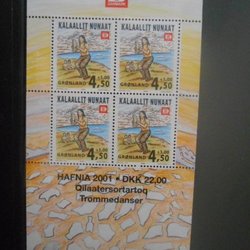 KALAALLIT NUNAAT
KALAALLIT NUNAAT
+1,00
+1,00
GRØNLAND 4,50
GRØNLAND 4,50
KALAALLIT NUNAAT
KALAALLIT NUNAAT
+1,00
+1,00
GRØNLAND 4,50
GRØNLAND 4,50
HAFNIA 2001 • DKK 22,00
Qilaatersortartoq
Trommedanser